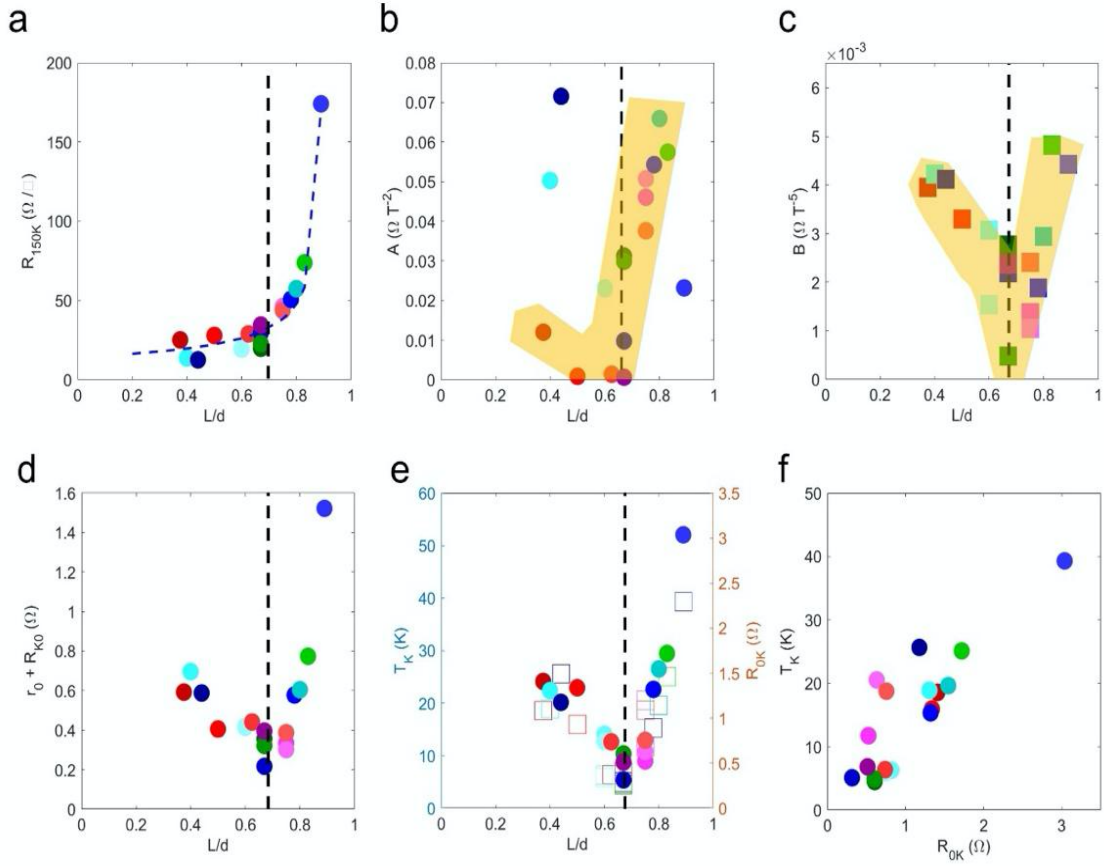 a
200
150
100
50
0
R150K (Ω /□)
0 0.2 0.4 0.6 0.8 1
L/d
b
0.08
0.07
0.06
0.05
0.04
0.03
0.02
0.01
0
A (Ω T-2)
0 0.2 0.4 0.6 0.8 1
L/d
c
×10-3
6
5
4
3
2
1
0
B (Ω T-5)
0 0.2 0.4 0.6 0.8 1
L/d
d
1.6
1.4
1.2
1
0.8
0.6
0.4
0.2
0
r0 + RK0 (Ω)
0 0.2 0.4 0.6 0.8 1
L/d
e
60
50
40
30
20
10
0
TK (K)
3.5
3
2.5
2
1.5
1
0.5
0
R0K (Ω)
0 0.2 0.4 0.6 0.8 1
L/d
f
50
40
30
20
10
0
TK (K)
0 1 2 3
R0K (Ω)